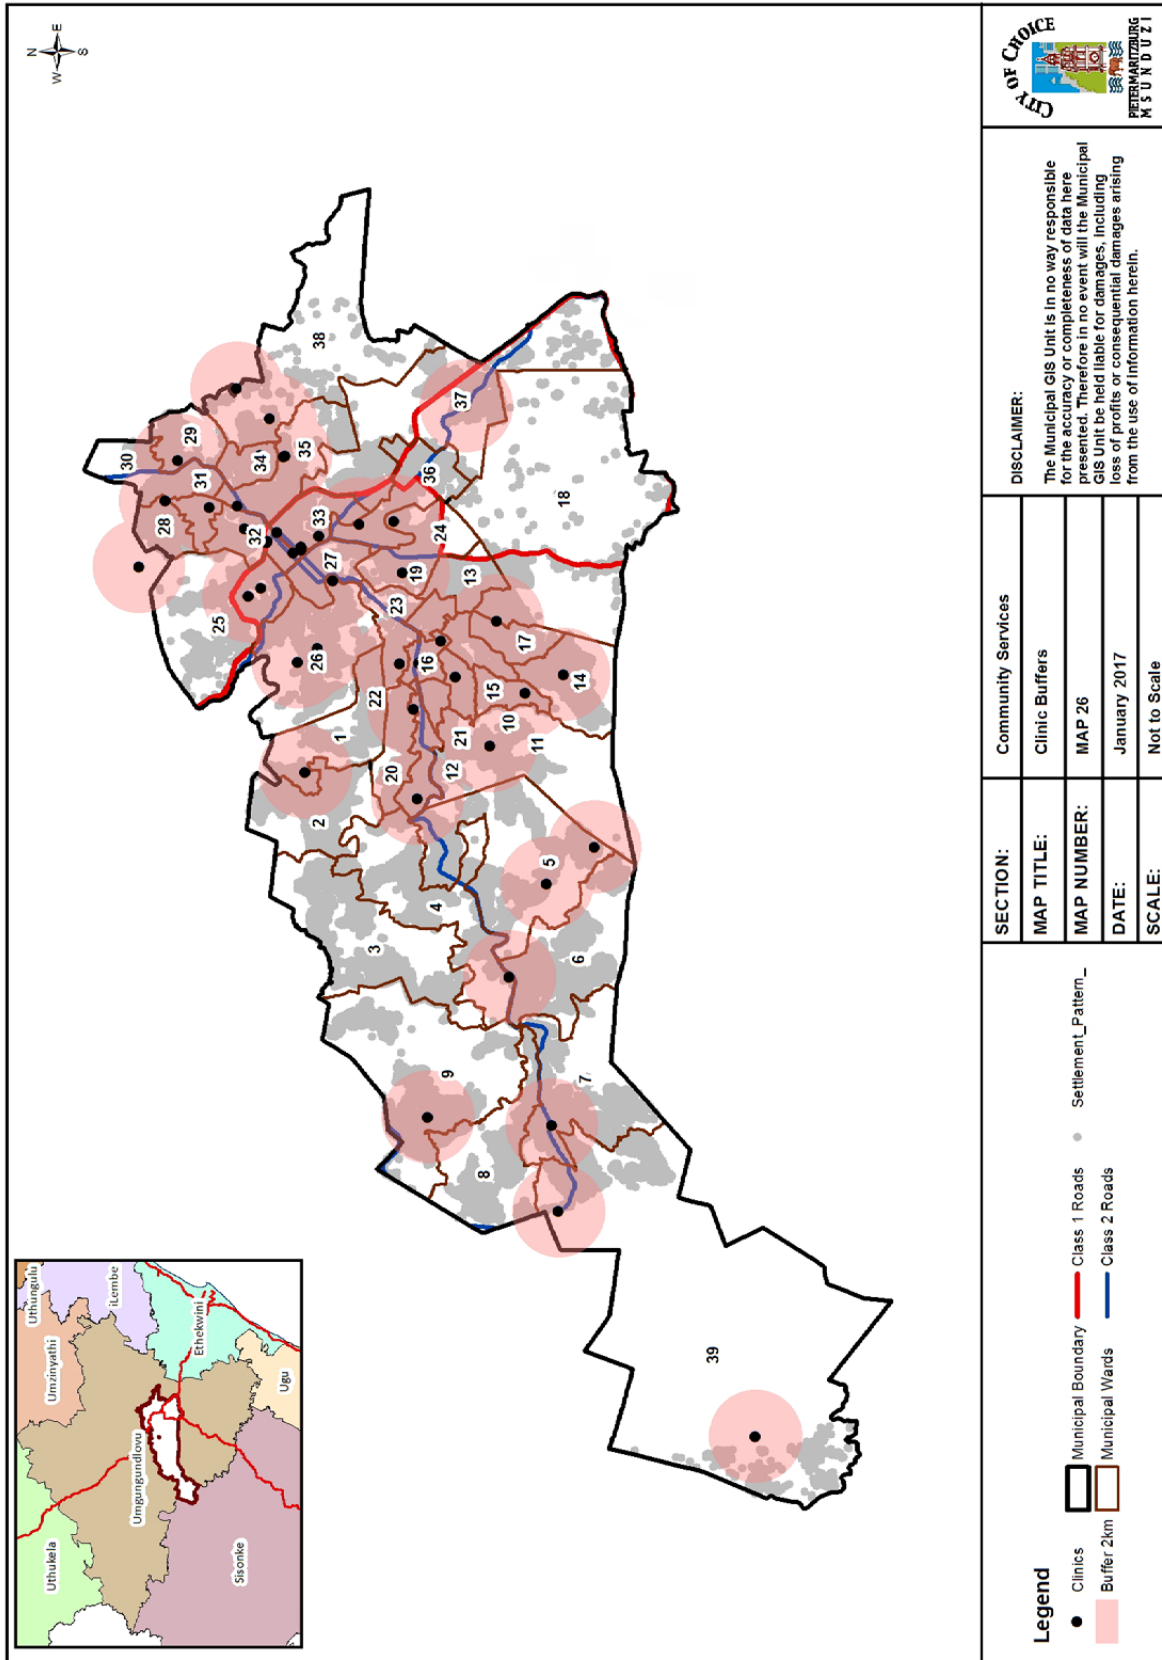 N
W
E
S
Uthungulu
Umzinyathi
iLembe
Uthukela
Umgungundlovu
Ethekwini
Ugu
Sisonke
30
29
28
31
34
35
38
32
33
25
27
37
36
26
24
19
18
23
13
16
17
22
1
15
14
21
10
11
20
12
2
5
4
3
6
9
7
8
39
Legend
Clinics
Buffer 2km
Municipal Boundary
Municipal Wards
Class 1 Roads
Class 2 Roads
Settlement_Pattern_
SECTION: Community Services
MAP TITLE: Clinic Buffers
MAP NUMBER: MAP 26
DATE: January 2017
SCALE: Not to Scale
DISCLAIMER:
The Municipal GIS Unit is in no way responsible
for the accuracy or completeness of data here
presented. Therefore in no event will the Municipal
GIS Unit be held liable for damages, including
loss of profits or consequential damages arising
from the use of information herein.
CITY OF CHOICE
PIETERMARITZBURG
MSUNDUZI